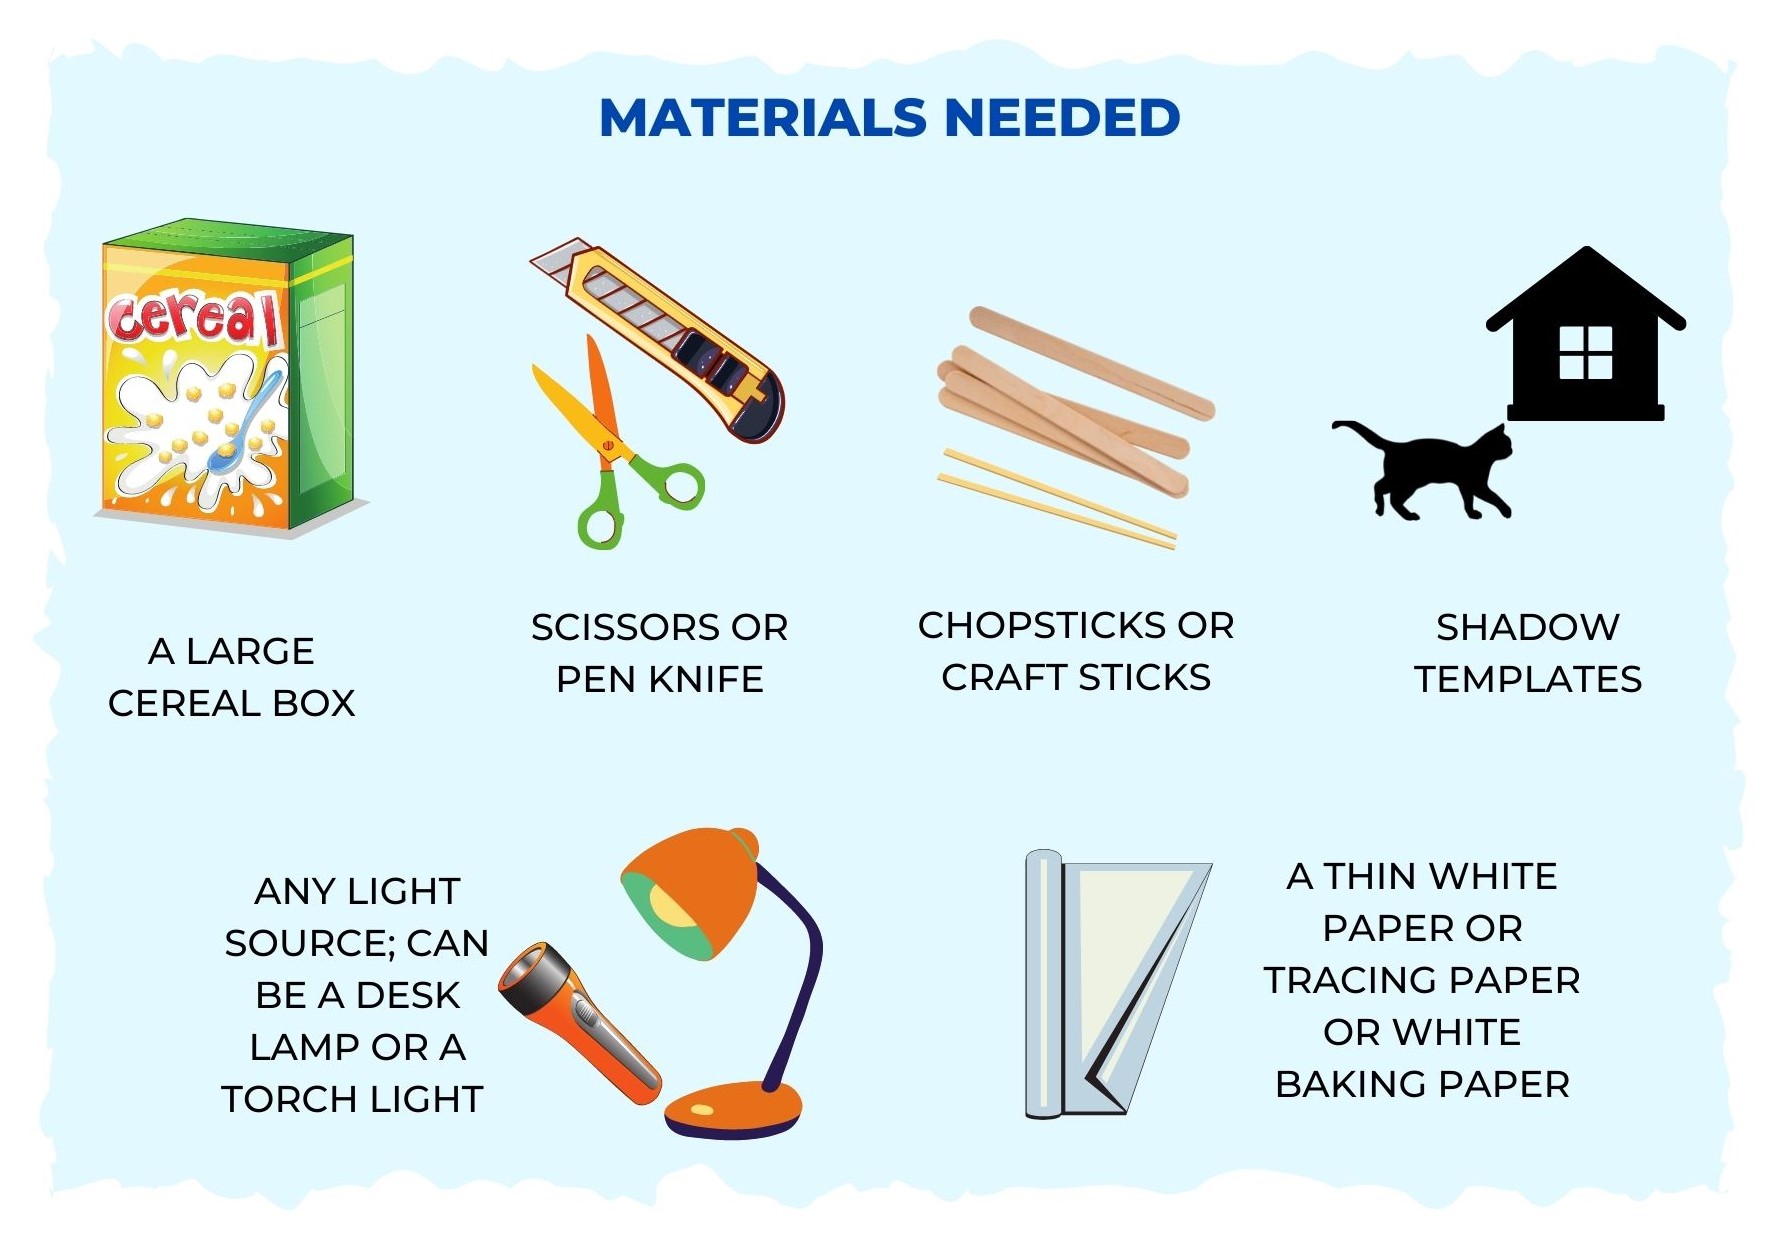 MATERIALS NEEDED
cereal
A LARGE
CEREAL BOX
SCISSORS OR
PEN KNIFE
CHOPSTICKS OR
CRAFT STICKS
SHADOW
TEMPLATES
ANY LIGHT
SOURCE; CAN
BE A DESK
LAMP OR A
TORCH LIGHT
A THIN WHITE
PAPER OR
TRACING PAPER
OR WHITE
BAKING PAPER